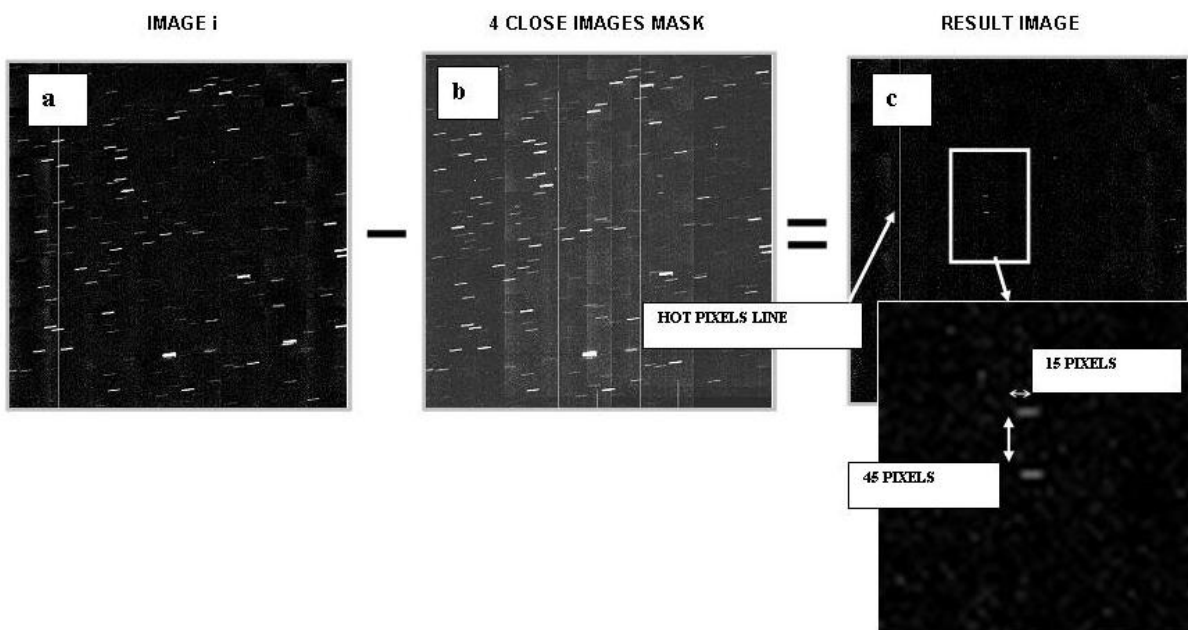 IMAGE i
4 CLOSE IMAGES MASK
RESULT IMAGE
a
b
c
HOT PIXELS LINE
15 PIXELS
45 PIXELS